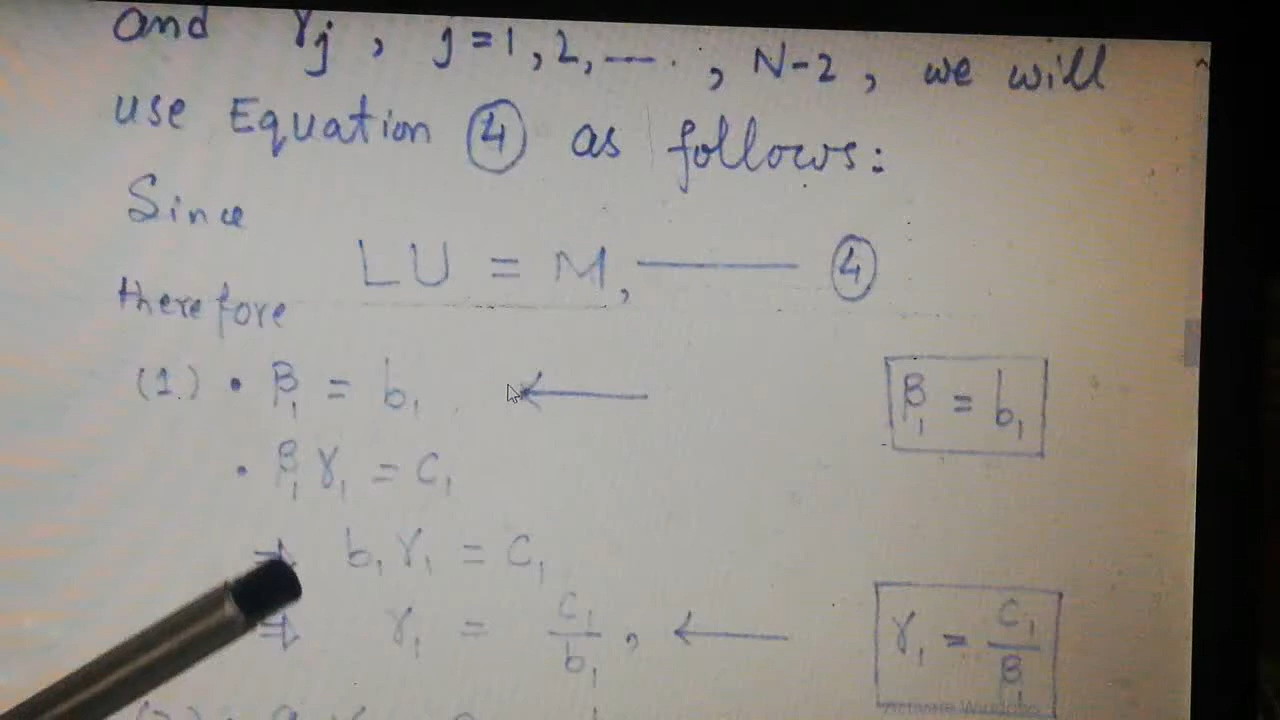 and γj , j=1,2,—. , N-2, we will
use Equation ④ as follows:
Since
LU = M, ——— ④
therefore
(1.) • β₁ = b₁ ← β₁ = b₁
• β₁ γ₁ = c₁
⇒ b₁ γ₁ = c₁
⇒ γ₁ = c₁/b₁ , ← γ₁ = c₁/β₁